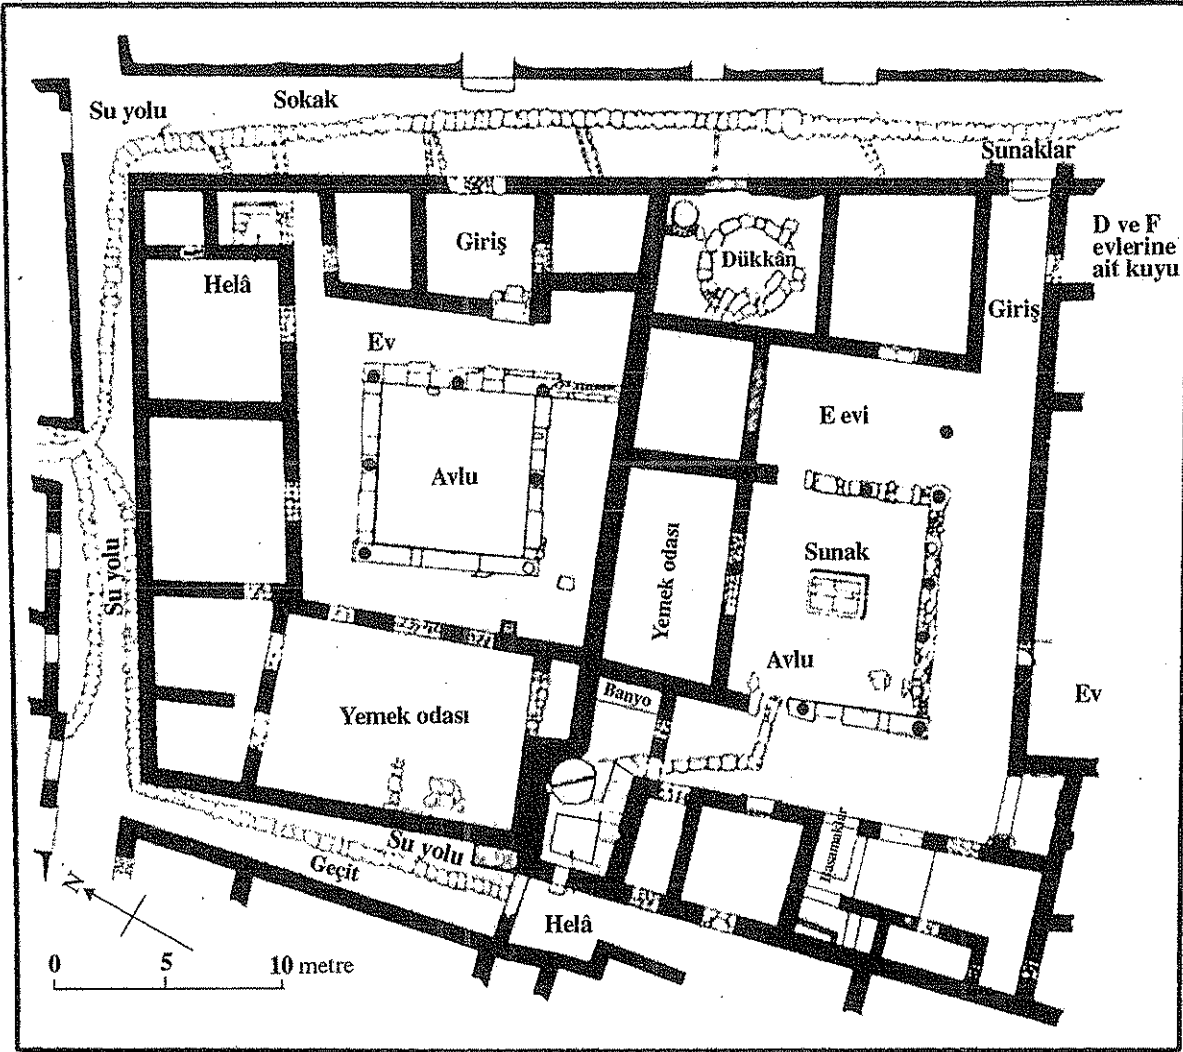 Su yolu
Sokak
Sunaklar
D ve F
evlerine
ait kuyu
Giriş
Dükkân
Helâ
Giriş
Ev
E evi
Avlu
Sunak
Yemek odası
Su yolu
Avlu
Banyo
Ev
Yemek odası
Basamaklar
Su yolu
Geçit
Helâ
N
0 5 10 metre